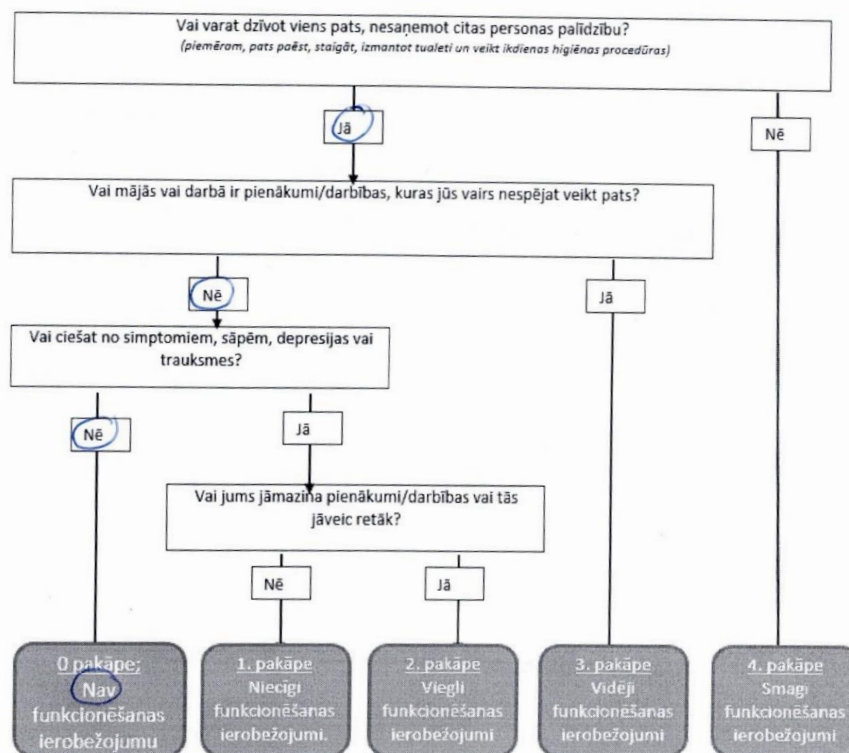 Vai varat dzīvot viens pats, nesaņemot citas personas palīdzību?
(piemēram, pats paēst, staigāt, izmantot tualeti un veikt ikdienas higiēnas procedūras)
Jā
Nē
Vai mājās vai darbā ir pienākumi/darbības, kuras jūs vairs nespējat veikt pats?
Nē
Jā
Vai ciešat no simptomiem, sāpēm, depresijas vai
trauksmes?
Nē
Jā
Vai jums jāmazina pienākumi/darbības vai tās
jāveic retāk?
Nē
Jā
0 pakāpe;
Nav
funkcionēšanas
ierobežojumu
1. pakāpe
Niecīgi
funkcionēšanas
ierobežojumi.
2. pakāpe
Viegli
funkcionēšanas
ierobežojumi
3. pakāpe
Vidēji
funkcionēšanas
ierobežojumi
4. pakāpe
Smagi
funkcionēšanas
ierobežojumi